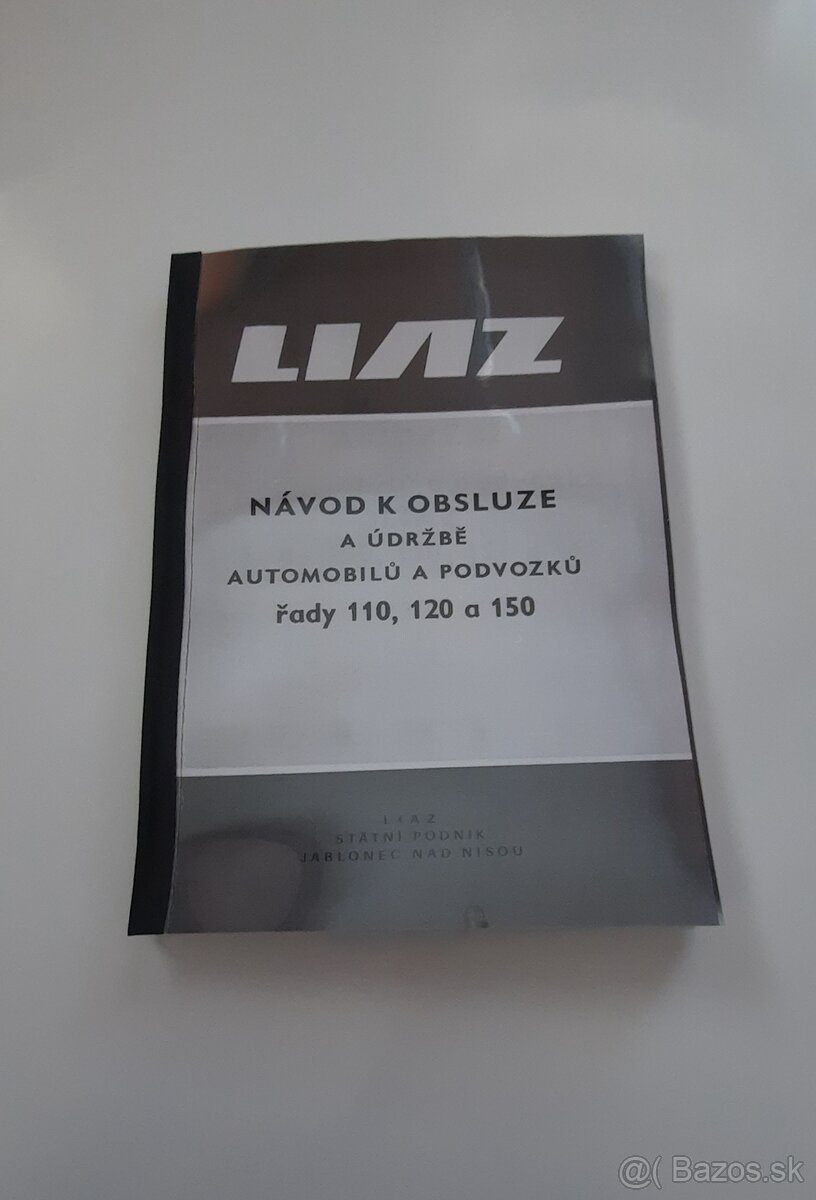 LIAZ
NÁVOD K OBSLUZE
A ÚDRŽBĚ
AUTOMOBILŮ A PODVOZKŮ
řady 110, 120 a 150
LIAZ
STÁTNÍ PODNIK
JABLONEC NAD NISOU
@( Bazos.sk